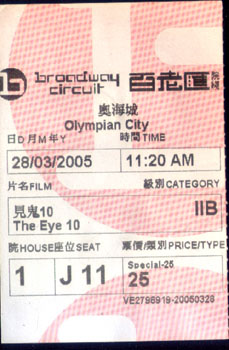 broadway circuit 百老匯 院綫
奧海城
Olympian City
日D月M年Y 時間TIME
28/03/2005 11:20 AM
片名FILM 級別CATEGORY
見鬼10 IIB
The Eye 10
院HOUSE座位SEAT 票價/類別PRICE/TYPE
1 J 11 Special-25
25
VE2798919-20050328